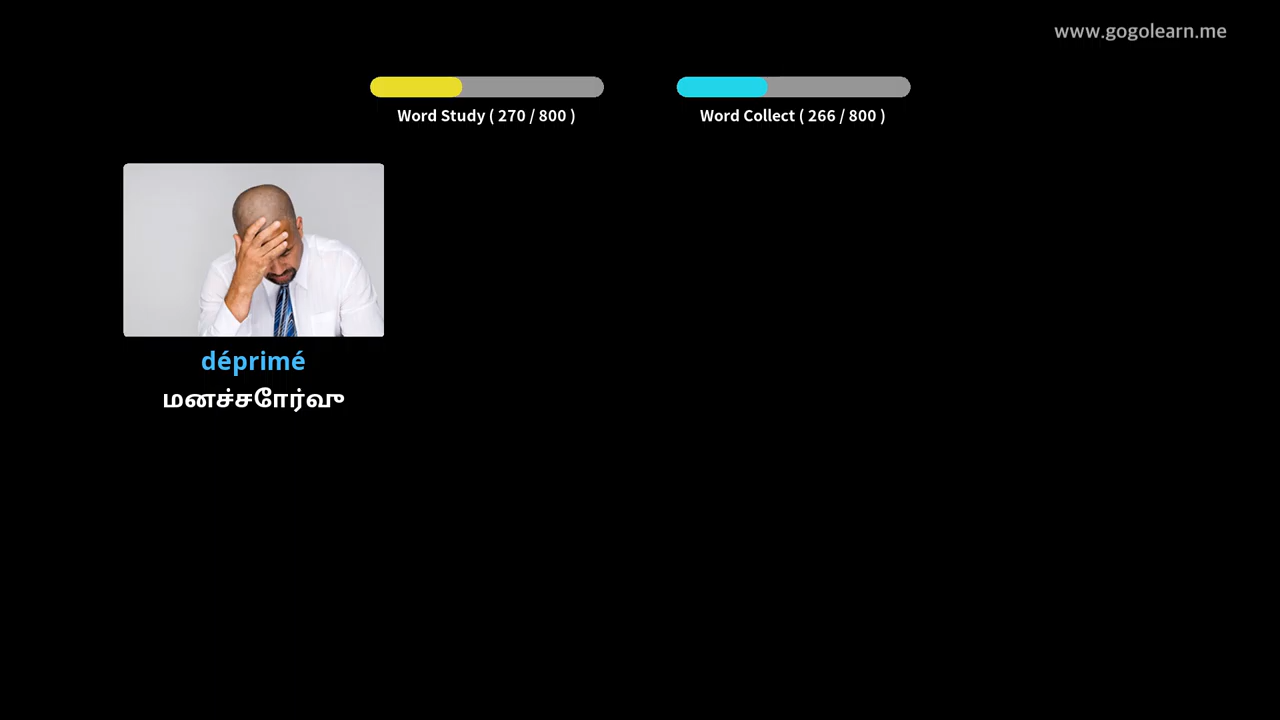 www.gogolearn.me
Word Study ( 270 / 800 )
Word Collect ( 266 / 800 )
déprimé
மனச்சோர்வு